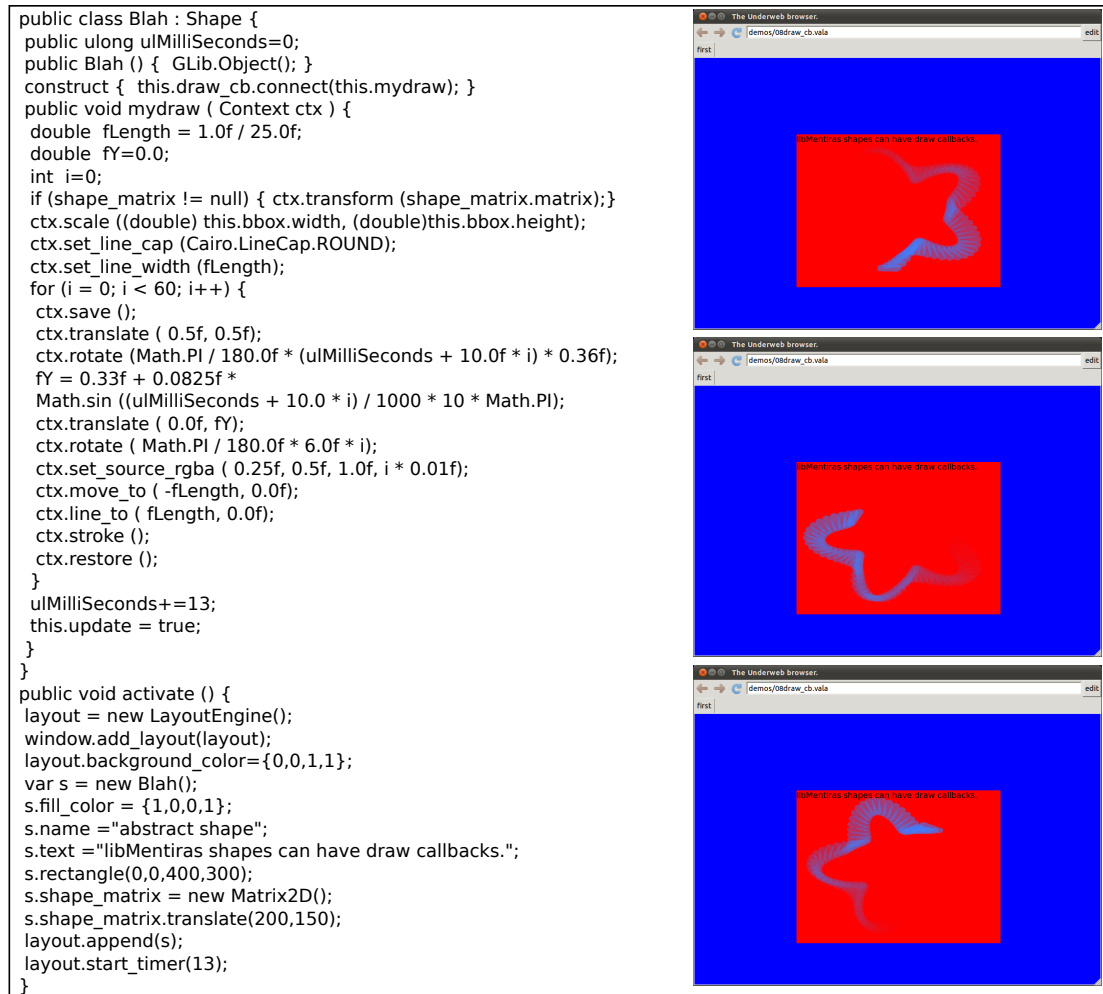 public class Blah : Shape {
public ulong ulMilliSeconds=0;
public Blah () {  GLib.Object(); }
construct {  this.draw_cb.connect(this.mydraw); }
public void mydraw ( Context ctx ) {
double  fLength = 1.0f / 25.0f;
double  fY=0.0;
int  i=0;
if (shape_matrix != null) { ctx.transform (shape_matrix.matrix);}
ctx.scale ((double) this.bbox.width, (double)this.bbox.height);
ctx.set_line_cap (Cairo.LineCap.ROUND);
ctx.set_line_width (fLength);
for (i = 0; i < 60; i++) {
ctx.save ();
ctx.translate ( 0.5f, 0.5f);
ctx.rotate (Math.PI / 180.0f * (ulMilliSeconds + 10.0f * i) * 0.36f);
fY = 0.33f + 0.0825f *
Math.sin ((ulMilliSeconds + 10.0 * i) / 1000 * 10 * Math.PI);
ctx.translate ( 0.0f, fY);
ctx.rotate ( Math.PI / 180.0f * 6.0f * i);
ctx.set_source_rgba ( 0.25f, 0.5f, 1.0f, i * 0.01f);
ctx.move_to ( -fLength, 0.0f);
ctx.line_to ( fLength, 0.0f);
ctx.stroke ();
ctx.restore ();
}
ulMilliSeconds+=13;
this.update = true;
}
}
public void activate () {
layout = new LayoutEngine();
window.add_layout(layout);
layout.background_color={0,0,1,1};
var s = new Blah();
s.fill_color = {1,0,0,1};
s.name ="abstract shape";
s.text ="libMentiras shapes can have draw callbacks.";
s.rectangle(0,0,400,300);
s.shape_matrix = new Matrix2D();
s.shape_matrix.translate(200,150);
layout.append(s);
layout.start_timer(13);
}
The Underweb browser.
demos/08draw_cb.vala edit
first
libMentiras shapes can have draw callbacks.
The Underweb browser.
demos/08draw_cb.vala edit
first
libMentiras shapes can have draw callbacks.
The Underweb browser.
demos/08draw_cb.vala edit
first
libMentiras shapes can have draw callbacks.